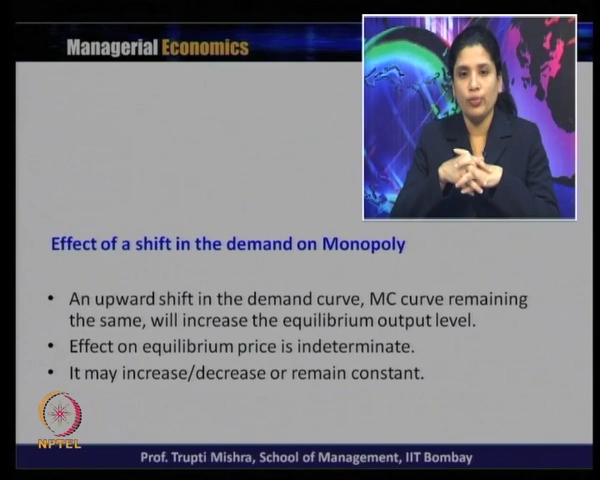 Managerial Economics
Effect of a shift in the demand on Monopoly
• An upward shift in the demand curve, MC curve remaining
the same, will increase the equilibrium output level.
• Effect on equilibrium price is indeterminate.
• It may increase/decrease or remain constant.
NPTEL
Prof. Trupti Mishra, School of Management, IIT Bombay